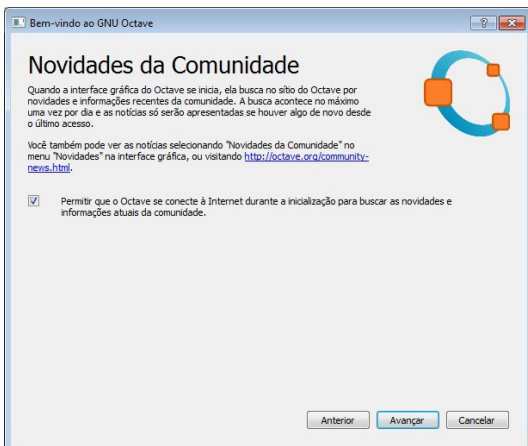 Bem-vindo ao GNU Octave
Novidades da Comunidade
Quando a interface gráfica do Octave se inicia, ela busca no sítio do Octave por
novidades e informações recentes da comunidade. A busca acontece no máximo
uma vez por dia e as notícias só serão apresentadas se houver algo de novo desde
o último acesso.
Você também pode ver as notícias selecionando "Novidades da Comunidade" no
menu "Novidades" na interface gráfica, ou visitando http://octave.org/community-
news.html.
Permitir que o Octave se conecte à Internet durante a inicialização para buscar as novidades e
informações atuais da comunidade.
Anterior Avançar Cancelar